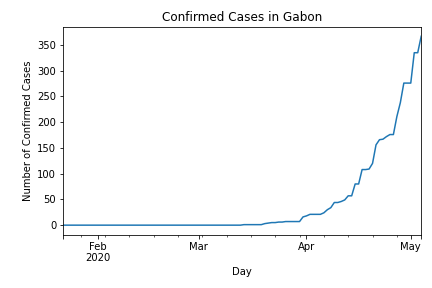 Confirmed Cases in Gabon
Number of Confirmed Cases
350
300
250
200
150
100
50
0
Feb
2020
Mar
Apr
May
Day